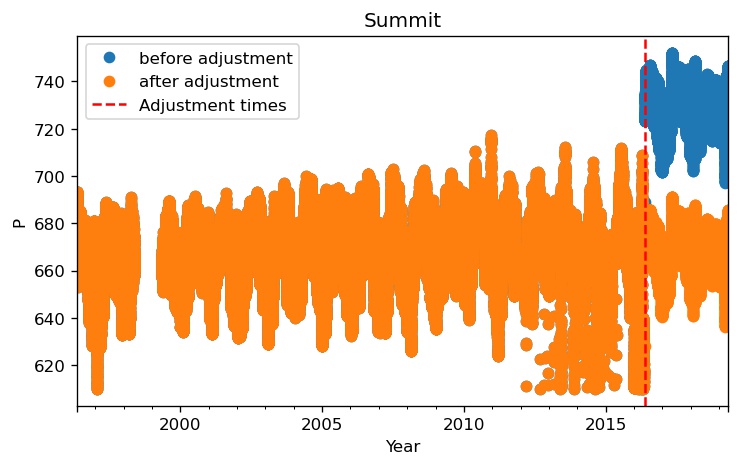 Summit
before adjustment
after adjustment
Adjustment times
740
720
700
680
660
640
620
P
2000
2005
2010
2015
Year